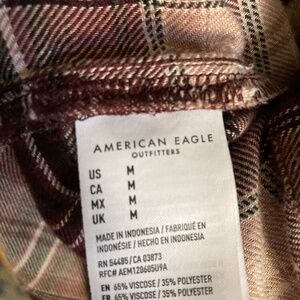 AMERICAN EAGLE
OUTFITTERS
US M
CA M
MX M
UK M
MADE IN INDONESIA / FABRIQUÉ EN
INDONÉSIE / HECHO EN INDONESIA
RN 54485/CA 03873
RFC# AEM120605U9A
EN 65% VISCOSE / 35% POLYESTER
FR 65% VISCOSE / 35% POLYESTER